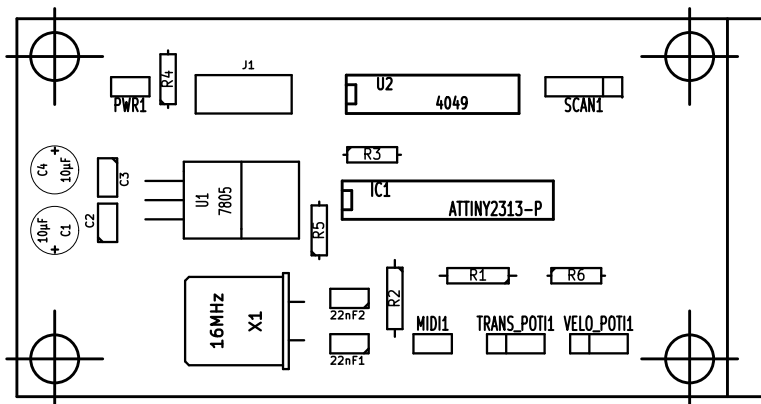 J1
R4
U2
4049
PWR1
SCAN1
C4
10µF
+
C3
R3
U1
7805
IC1
ATTINY2313-P
10µF
C1
+
C2
R5
R2
R1
R6
16MHz
X1
22nF2
MIDI1
TRANS_POTI1
VELO_POTI1
22nF1